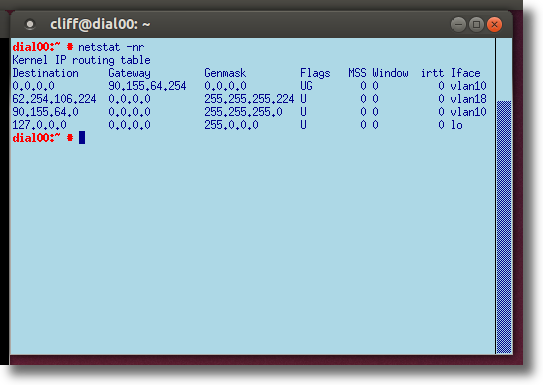 cliff@dial00: ~
dial00:~ # netstat -nr
Kernel IP routing table
Destination     Gateway         Genmask         Flags   MSS Window  irtt Iface
0.0.0.0         90.155.64.254   0.0.0.0         UG        0 0          0 vlan10
62.254.106.224  0.0.0.0         255.255.255.224 U         0 0          0 vlan18
90.155.64.0     0.0.0.0         255.255.255.0   U         0 0          0 vlan10
127.0.0.0       0.0.0.0         255.0.0.0       U         0 0          0 lo
dial00:~ #